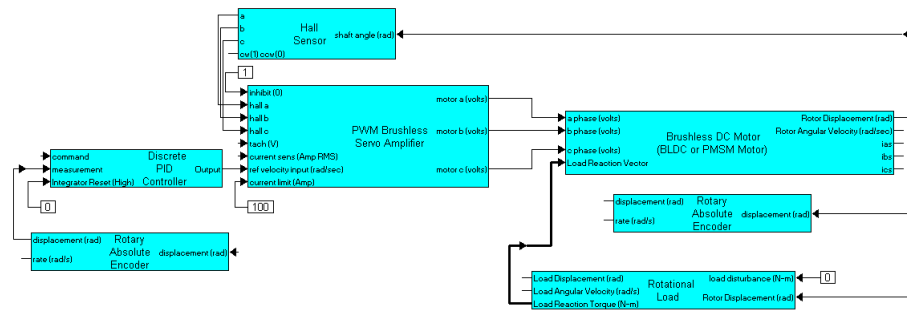 a
b
c
cw(1) ccw(0)
Hall
Sensor
shaft angle (rad)
1
inhibit (0)
hall a
hall b
hall c
tach (V)
current sens (Amp RMS)
ref velocity input (rad/sec)
current limit (Amp)
PWM Brushless
Servo Amplifier
motor a (volts)
motor b (volts)
motor c (volts)
100
command
measurement
Integrator Reset (High)
Discrete
PID
Controller
Output
0
displacement (rad)
rate (rad/s)
Rotary
Absolute
Encoder
displacement (rad)
a phase (volts)
b phase (volts)
c phase (volts)
Load Reaction Vector
Brushless DC Motor
(BLDC or PMSM Motor)
Rotor Displacement (rad)
Rotor Angular Velocity (rad/sec)
ias
ibs
ics
displacement (rad)
rate (rad/s)
Rotary
Absolute
Encoder
displacement (rad)
Load Displacement (rad)
Load Angular Velocity (rad/s)
Load Reaction Torque (N-m)
Rotational
Load
load disturbance (N-m)
Rotor Displacement (rad)
0